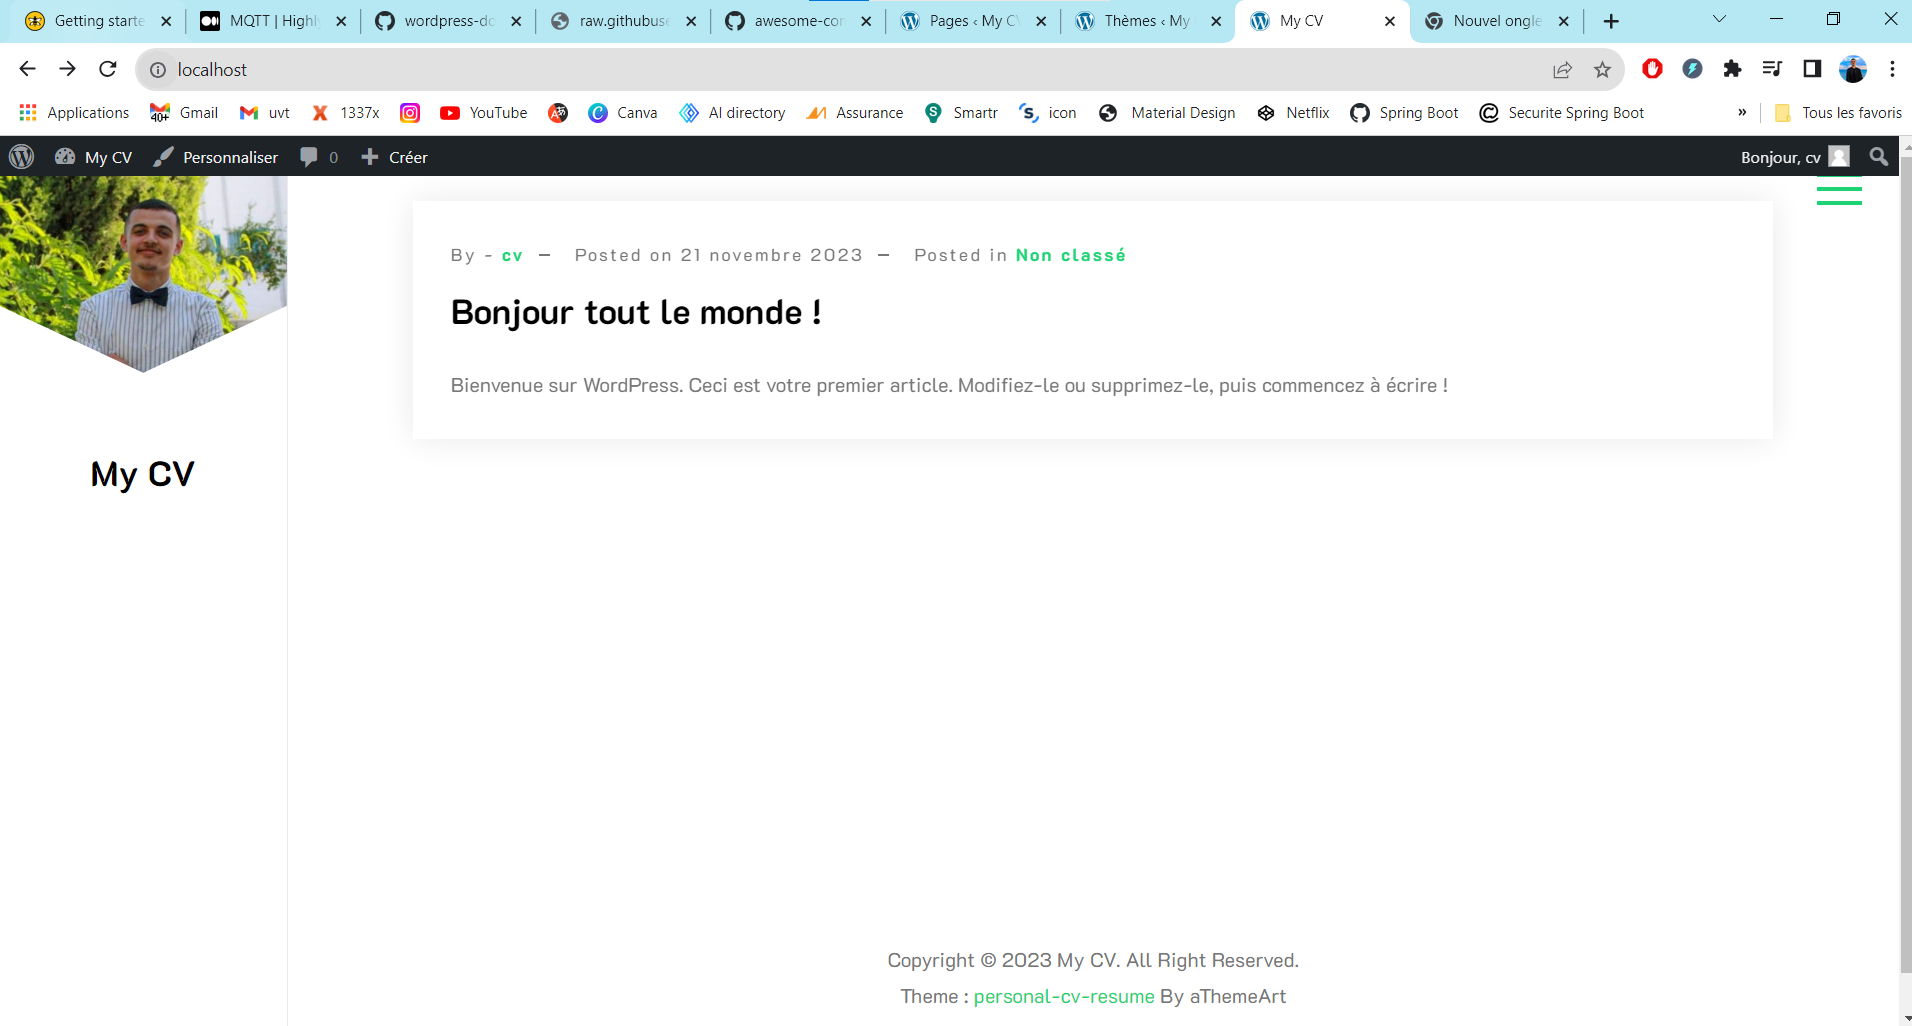 Getting starte
MQTT | High
wordpress-do
raw.githubuse
awesome-con
Pages ‹ My C
Thèmes ‹ My
My CV
Nouvel ongle
localhost
Applications
40+
Gmail
uvt
1337x
YouTube
Canva
AI directory
Assurance
Smartr
icon
Material Design
Netflix
Spring Boot
Securite Spring Boot
»
Tous les favoris
My CV
Personnaliser
0
Créer
Bonjour, cv
By - cv – Posted on 21 novembre 2023 – Posted in Non classé
Bonjour tout le monde !
Bienvenue sur WordPress. Ceci est votre premier article. Modifiez-le ou supprimez-le, puis commencez à écrire !
My CV
Copyright © 2023 My CV. All Right Reserved.
Theme : personal-cv-resume By aThemeArt